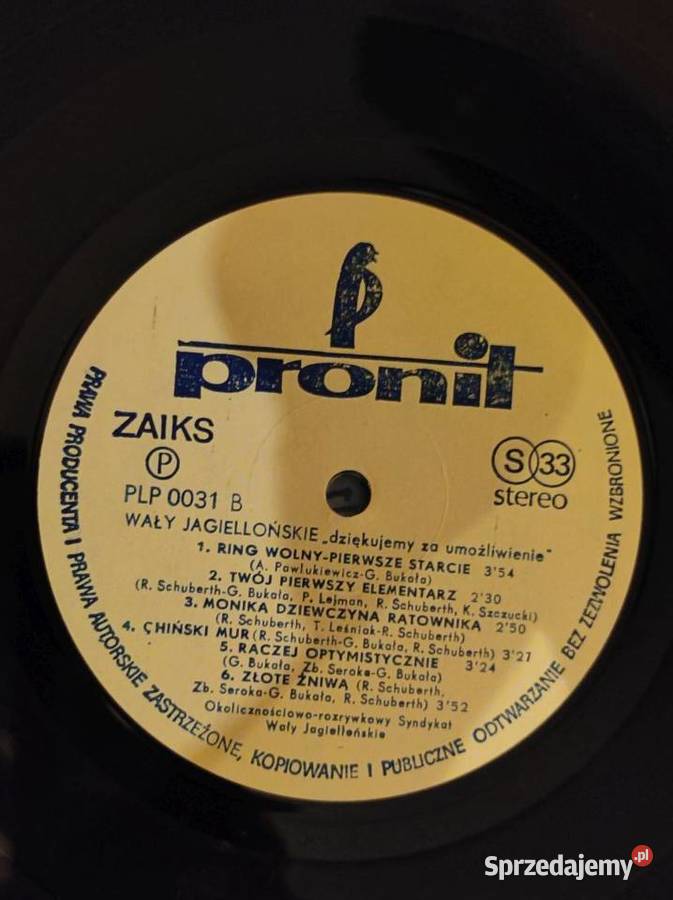 pronit
ZAIKS
P
PLP 0031 B
S 33
stereo
WAŁY JAGIELLOŃSKIE „dziękujemy za umożliwienie"
1. RING WOLNY-PIERWSZE STARCIE 3'54
(A. Pawlukiewicz-G. Bukała)
2. TWÓJ PIERWSZY ELEMENTARZ 2'30
(R. Schuberth-G. Bukała, P. Lejman, R. Schuberth, K. Szczucki)
3. MONIKA DZIEWCZYNA RATOWNIKA 2'50
(R. Schuberth, T. Leśniak-R. Schuberth)
4. CHIŃSKI MUR (R. Schuberth-G. Bukała, R. Schuberth) 3'27
5. RACZEJ OPTYMISTYCZNIE 3'24
(G. Bukała, Zb. Seroka-G. Bukała)
6. ZŁOTE ŻNIWA (R. Schuberth,
Zb. Seroka-G. Bukała, R. Schuberth) 3'52
Okolicznościowo-rozrywkowy Syndykat
Wały Jagiellońskie
PRAWA PRODUCENTA I PRAWA AUTORSKIE ZASTRZEŻONE, KOPIOWANIE I PUBLICZNE ODTWARZANIE BEZ ZEZWOLENIA WZBRONIONE
Sprzedajemy.pl